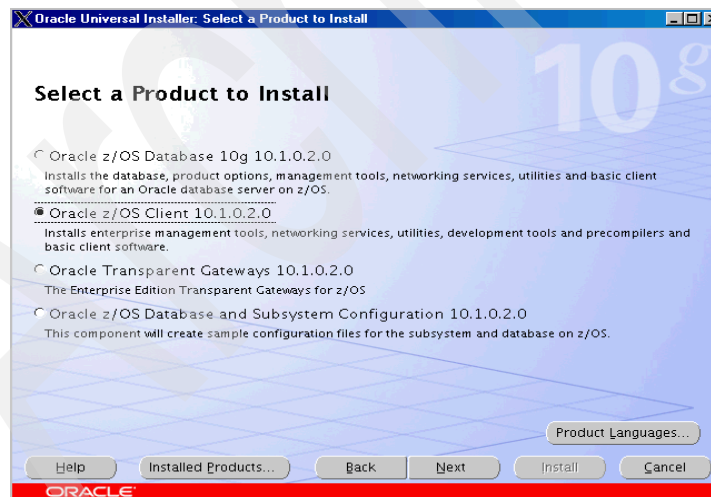 Oracle Universal Installer: Select a Product to Install
10g
Select a Product to Install
Oracle z/OS Database 10g 10.1.0.2.0
Installs the database, product options, management tools, networking services, utilities and basic client
software for an Oracle database server on z/OS.
Oracle z/OS Client 10.1.0.2.0
Installs enterprise management tools, networking services, utilities, development tools and precompilers and
basic client software.
Oracle Transparent Gateways 10.1.0.2.0
The Enterprise Edition Transparent Gateways for z/OS
Oracle z/OS Database and Subsystem Configuration 10.1.0.2.0
This component will create sample configuration files for the subsystem and database on z/OS.
Product Languages...
Help Installed Products... Back Next Install Cancel
ORACLE